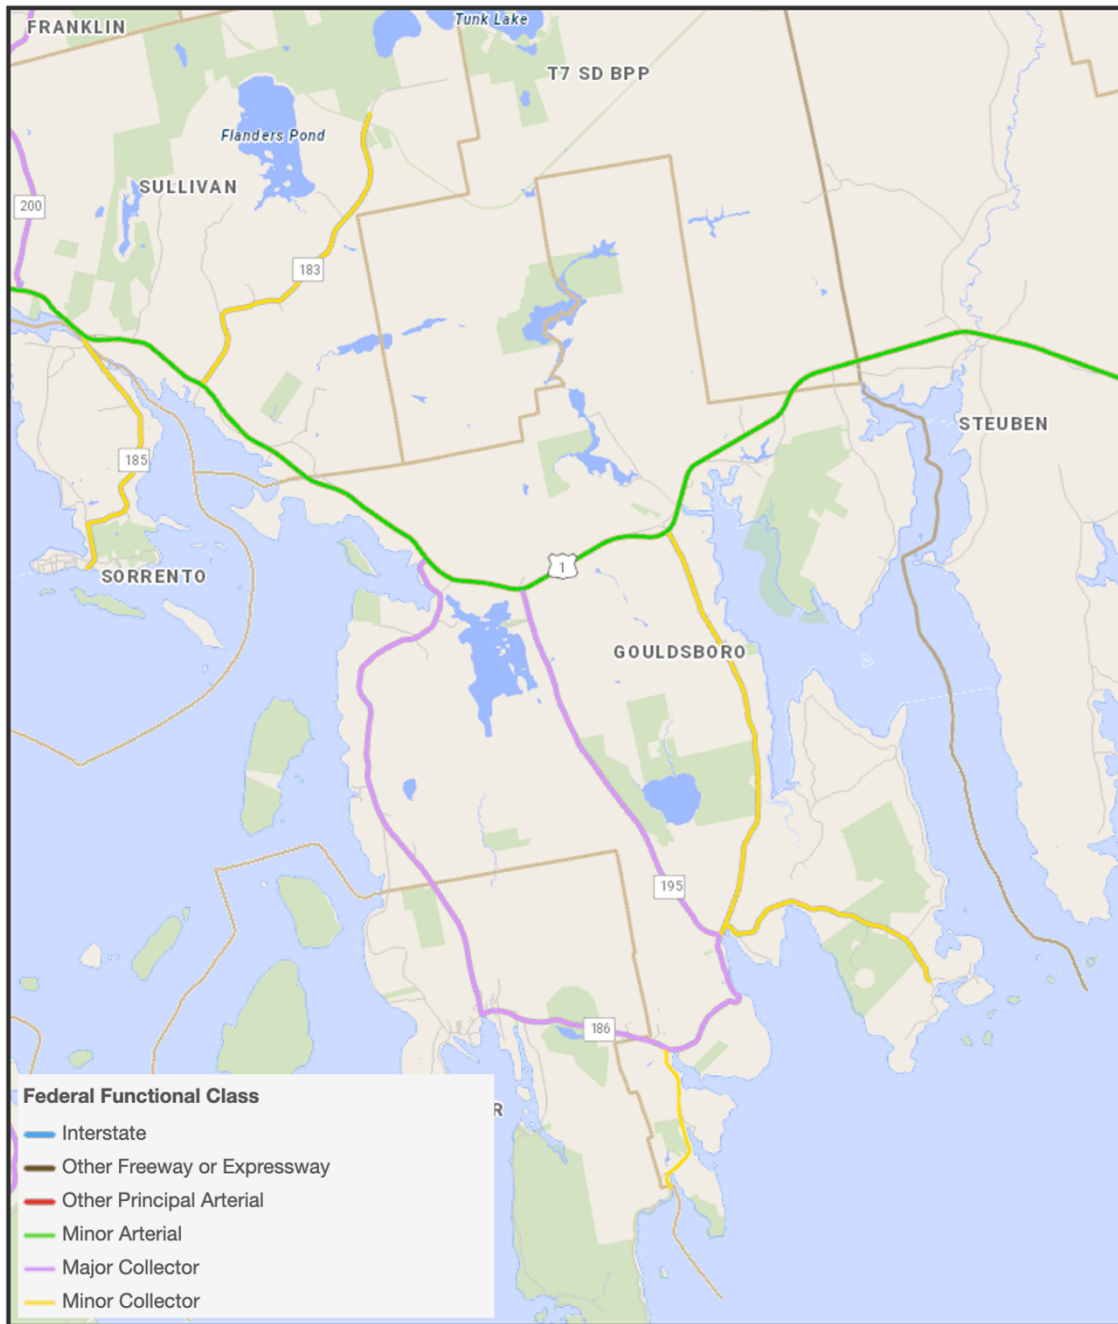 FRANKLIN
Tunk Lake
T7 SD BPP
Flanders Pond
SULLIVAN
200
183
STEUBEN
185
SORRENTO
1
GOULDSBORO
195
186
R
Federal Functional Class
Interstate
Other Freeway or Expressway
Other Principal Arterial
Minor Arterial
Major Collector
Minor Collector